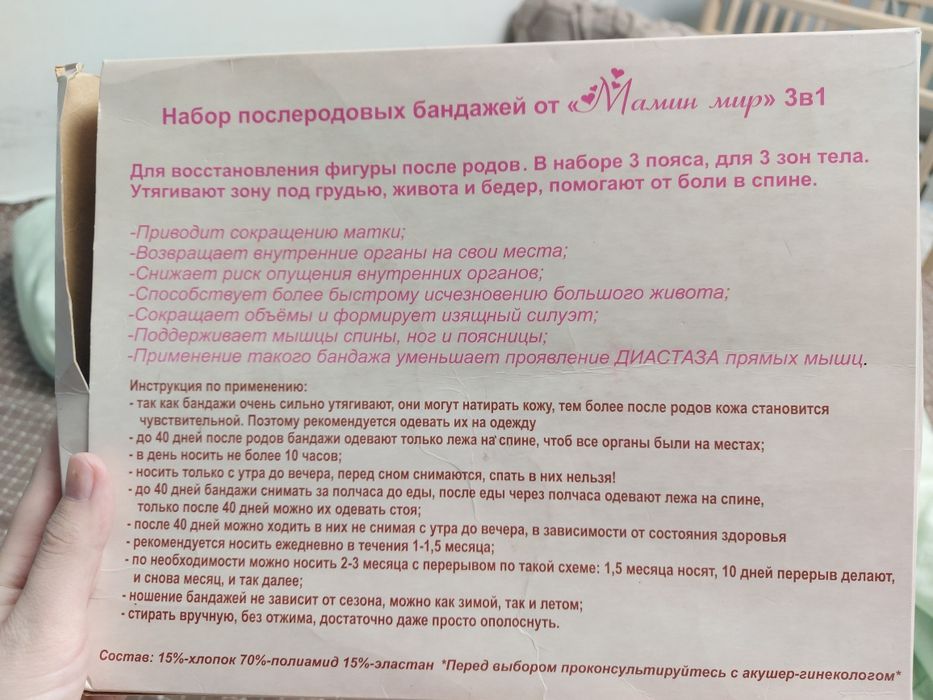 Набор послеродовых бандажей от «Мамин мир» 3в1
Для восстановления фигуры после родов. В наборе 3 пояса, для 3 зон тела.
Утягивают зону под грудью, живота и бедер, помогают от боли в спине.
-Приводит сокращению матки;
-Возвращает внутренние органы на свои места;
-Снижает риск опущения внутренних органов;
-Способствует более быстрому исчезновению большого живота;
-Сокращает объёмы и формирует изящный силуэт;
-Поддерживает мышцы спины, ног и поясницы;
-Применение такого бандажа уменьшает проявление ДИАСТАЗА прямых мышц.
Инструкция по применению:
- так как бандажи очень сильно утягивают, они могут натирать кожу, тем более после родов кожа становится
чувствительной. Поэтому рекомендуется одевать их на одежду
- до 40 дней после родов бандажи одевают только лежа на спине, чтоб все органы были на местах;
- в день носить не более 10 часов;
- носить только с утра до вечера, перед сном снимаются, спать в них нельзя!
- до 40 дней бандажи снимать за полчаса до еды, после еды через полчаса одевают лежа на спине,
только после 40 дней можно их одевать стоя;
- после 40 дней можно ходить в них не снимая с утра до вечера, в зависимости от состояния здоровья
- рекомендуется носить ежедневно в течения 1-1,5 месяца;
- по необходимости можно носить 2-3 месяца с перерывом по такой схеме: 1,5 месяца носят, 10 дней перерыв делают,
и снова месяц, и так далее;
- ношение бандажей не зависит от сезона, можно как зимой, так и летом;
- стирать вручную, без отжима, достаточно даже просто ополоснуть.
Состав: 15%-хлопок 70%-полиамид 15%-эластан *Перед выбором проконсультируйтесь с акушер-гинекологом*